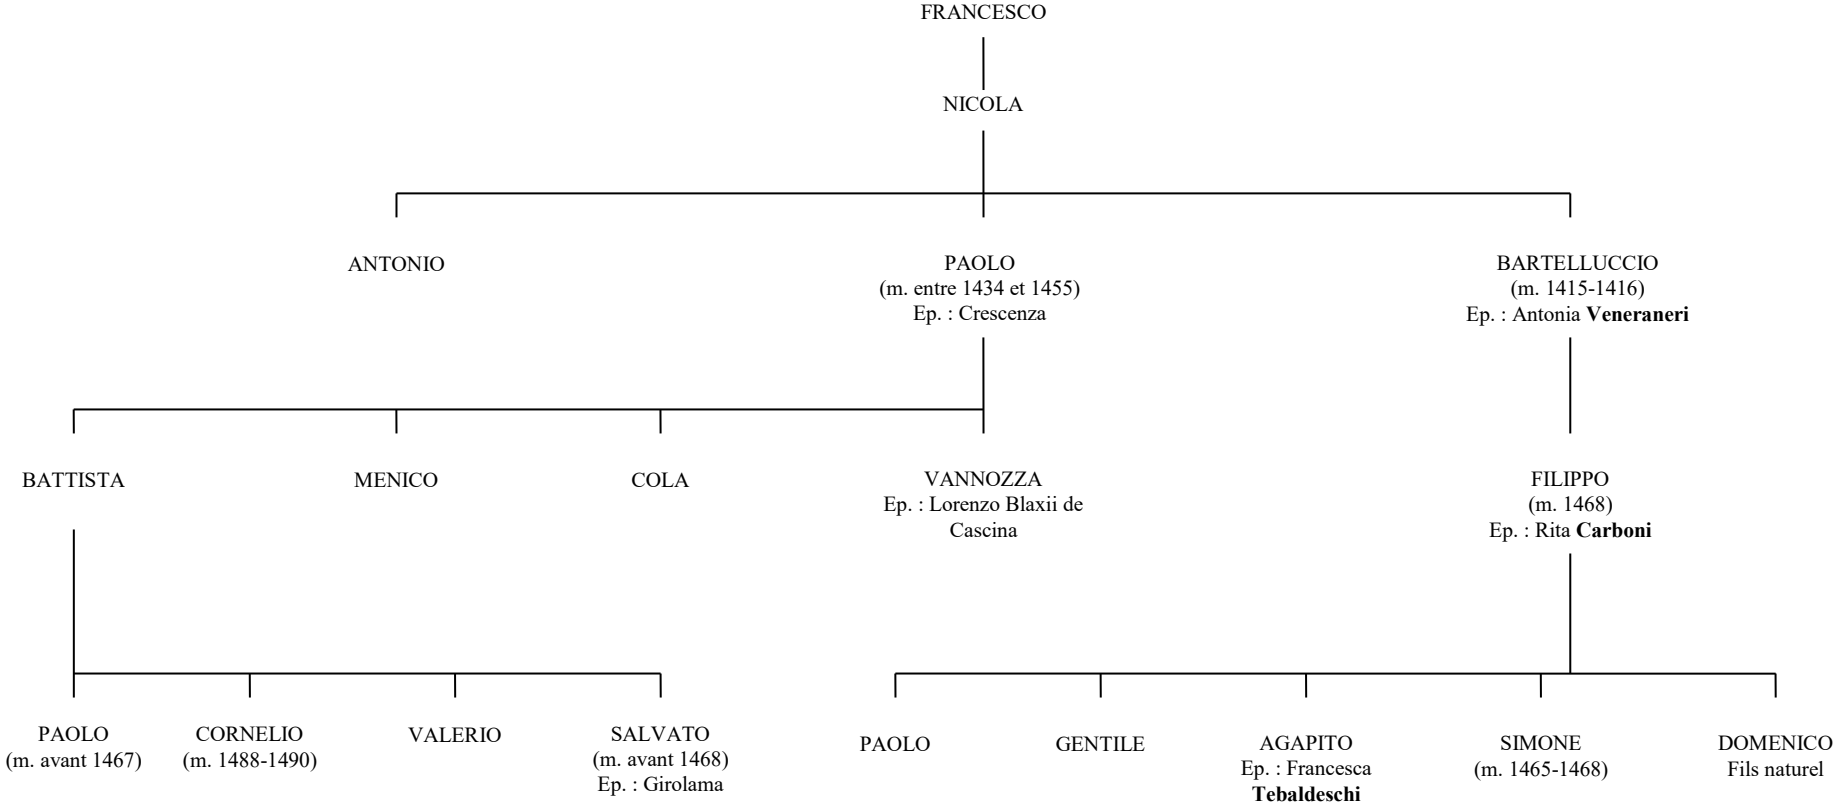 FRANCESCO
NICOLA
ANTONIO
PAOLO
(m. entre 1434 et 1455)
Ep. : Crescenza
BARTELLUCCIO
(m. 1415-1416)
Ep. : Antonia Veneraneri
BATTISTA
MENICO
COLA
VANNOZZA
Ep. : Lorenzo Blaxii de
Cascina
FILIPPO
(m. 1468)
Ep. : Rita Carboni
PAOLO
(m. avant 1467)
CORNELIO
(m. 1488-1490)
VALERIO
SALVATO
(m. avant 1468)
Ep. : Girolama
PAOLO
GENTILE
AGAPITO
Ep. : Francesca
Tebaldeschi
SIMONE
(m. 1465-1468)
DOMENICO
Fils naturel